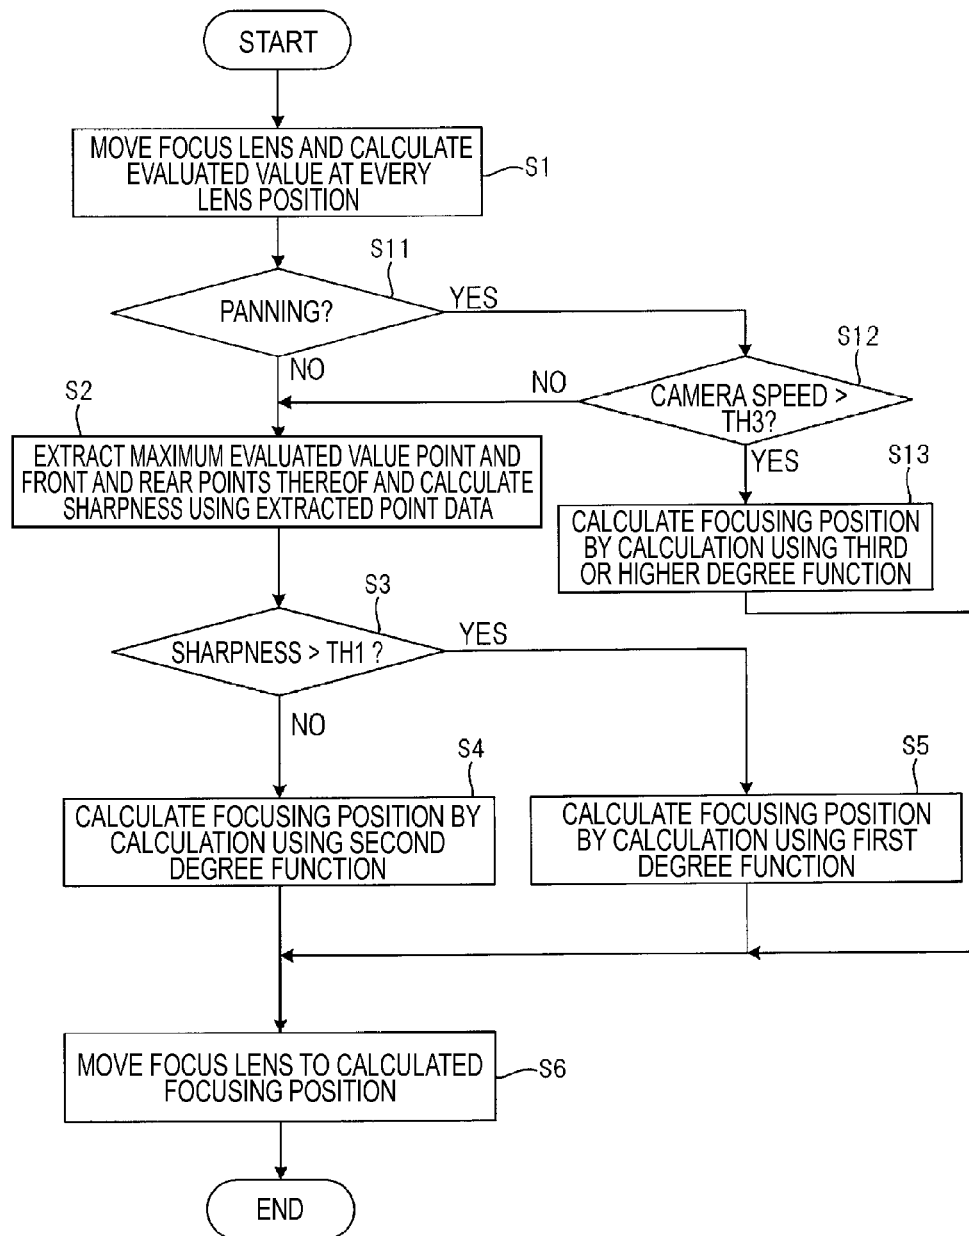 START
MOVE FOCUS LENS AND CALCULATE
EVALUATED VALUE AT EVERY
LENS POSITION
S1
S11
PANNING?
YES
NO
S12
CAMERA SPEED >
TH3?
NO
YES
S2
EXTRACT MAXIMUM EVALUATED VALUE POINT AND
FRONT AND REAR POINTS THEREOF AND CALCULATE
SHARPNESS USING EXTRACTED POINT DATA
S13
CALCULATE FOCUSING POSITION
BY CALCULATION USING THIRD
OR HIGHER DEGREE FUNCTION
S3
SHARPNESS > TH1 ?
YES
NO
S4
CALCULATE FOCUSING POSITION BY
CALCULATION USING SECOND
DEGREE FUNCTION
S5
CALCULATE FOCUSING POSITION
BY CALCULATION USING FIRST
DEGREE FUNCTION
MOVE FOCUS LENS TO CALCULATED
FOCUSING POSITION
S6
END